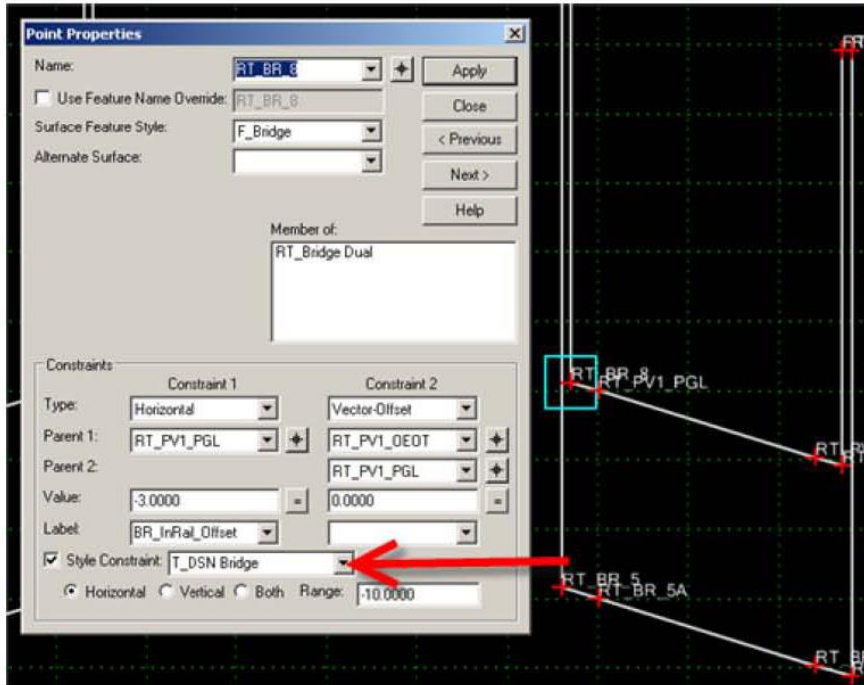 Point Properties
Name:
RT_BR_8
Apply
Use Feature Name Override:
RT_BR_8
Close
Surface Feature Style:
F_Bridge
< Previous
Alternate Surface:
Next >
Help
Member of:
RT_Bridge Dual
Constraints
Constraint 1
Constraint 2
Type:
Horizontal
Vector-Offset
Parent 1:
RT_PV1_PGL
RT_PV1_OEOT
Parent 2:
RT_PV1_PGL
Value:
-3.0000
=
0.0000
=
Label:
BR_InRail_Offset
Style Constraint:
T_DSN Bridge
Horizontal
Vertical
Both
Range:
-10.0000
RT_BR_8
RT_PV1_PGL
RT_BR_5
RT_BR_5A